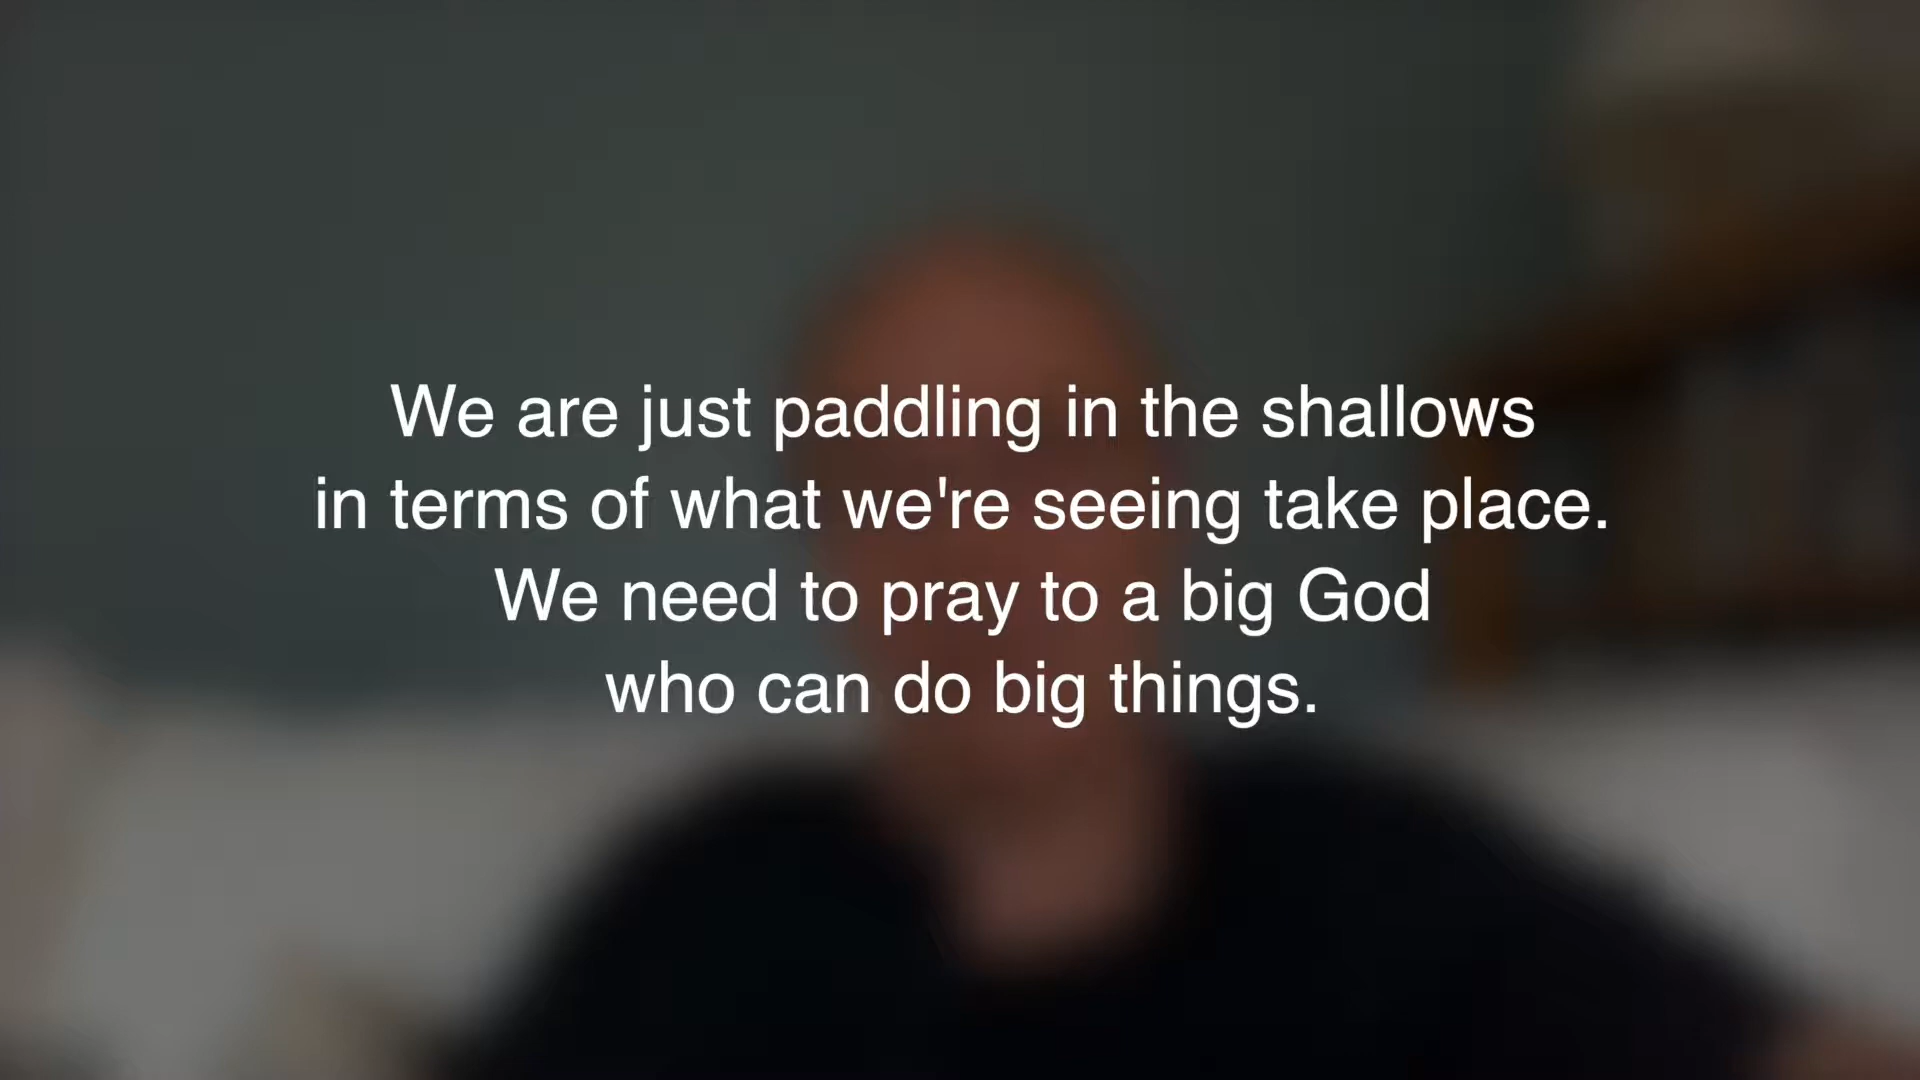 We are just paddling in the shallows
in terms of what we're seeing take place.
We need to pray to a big God
who can do big things.